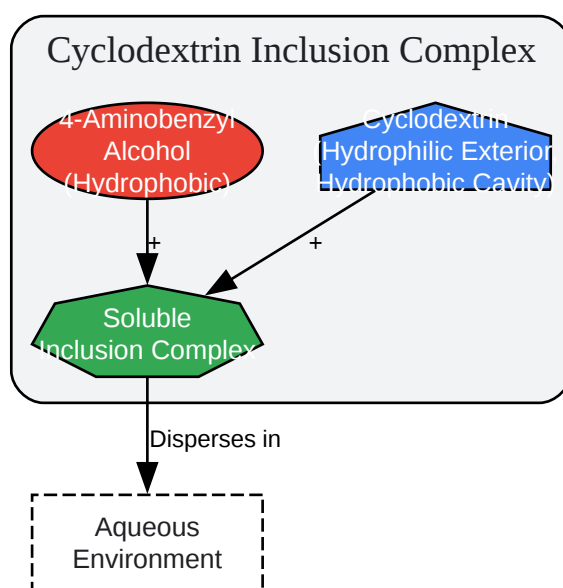 Cyclodextrin Inclusion Complex
4-Aminobenzyl
Alcohol
(Hydrophobic)
Cyclodextrin
(Hydrophilic Exterior
Hydrophobic Cavity)
+
+
Soluble
Inclusion Complex
Disperses in
Aqueous
Environment